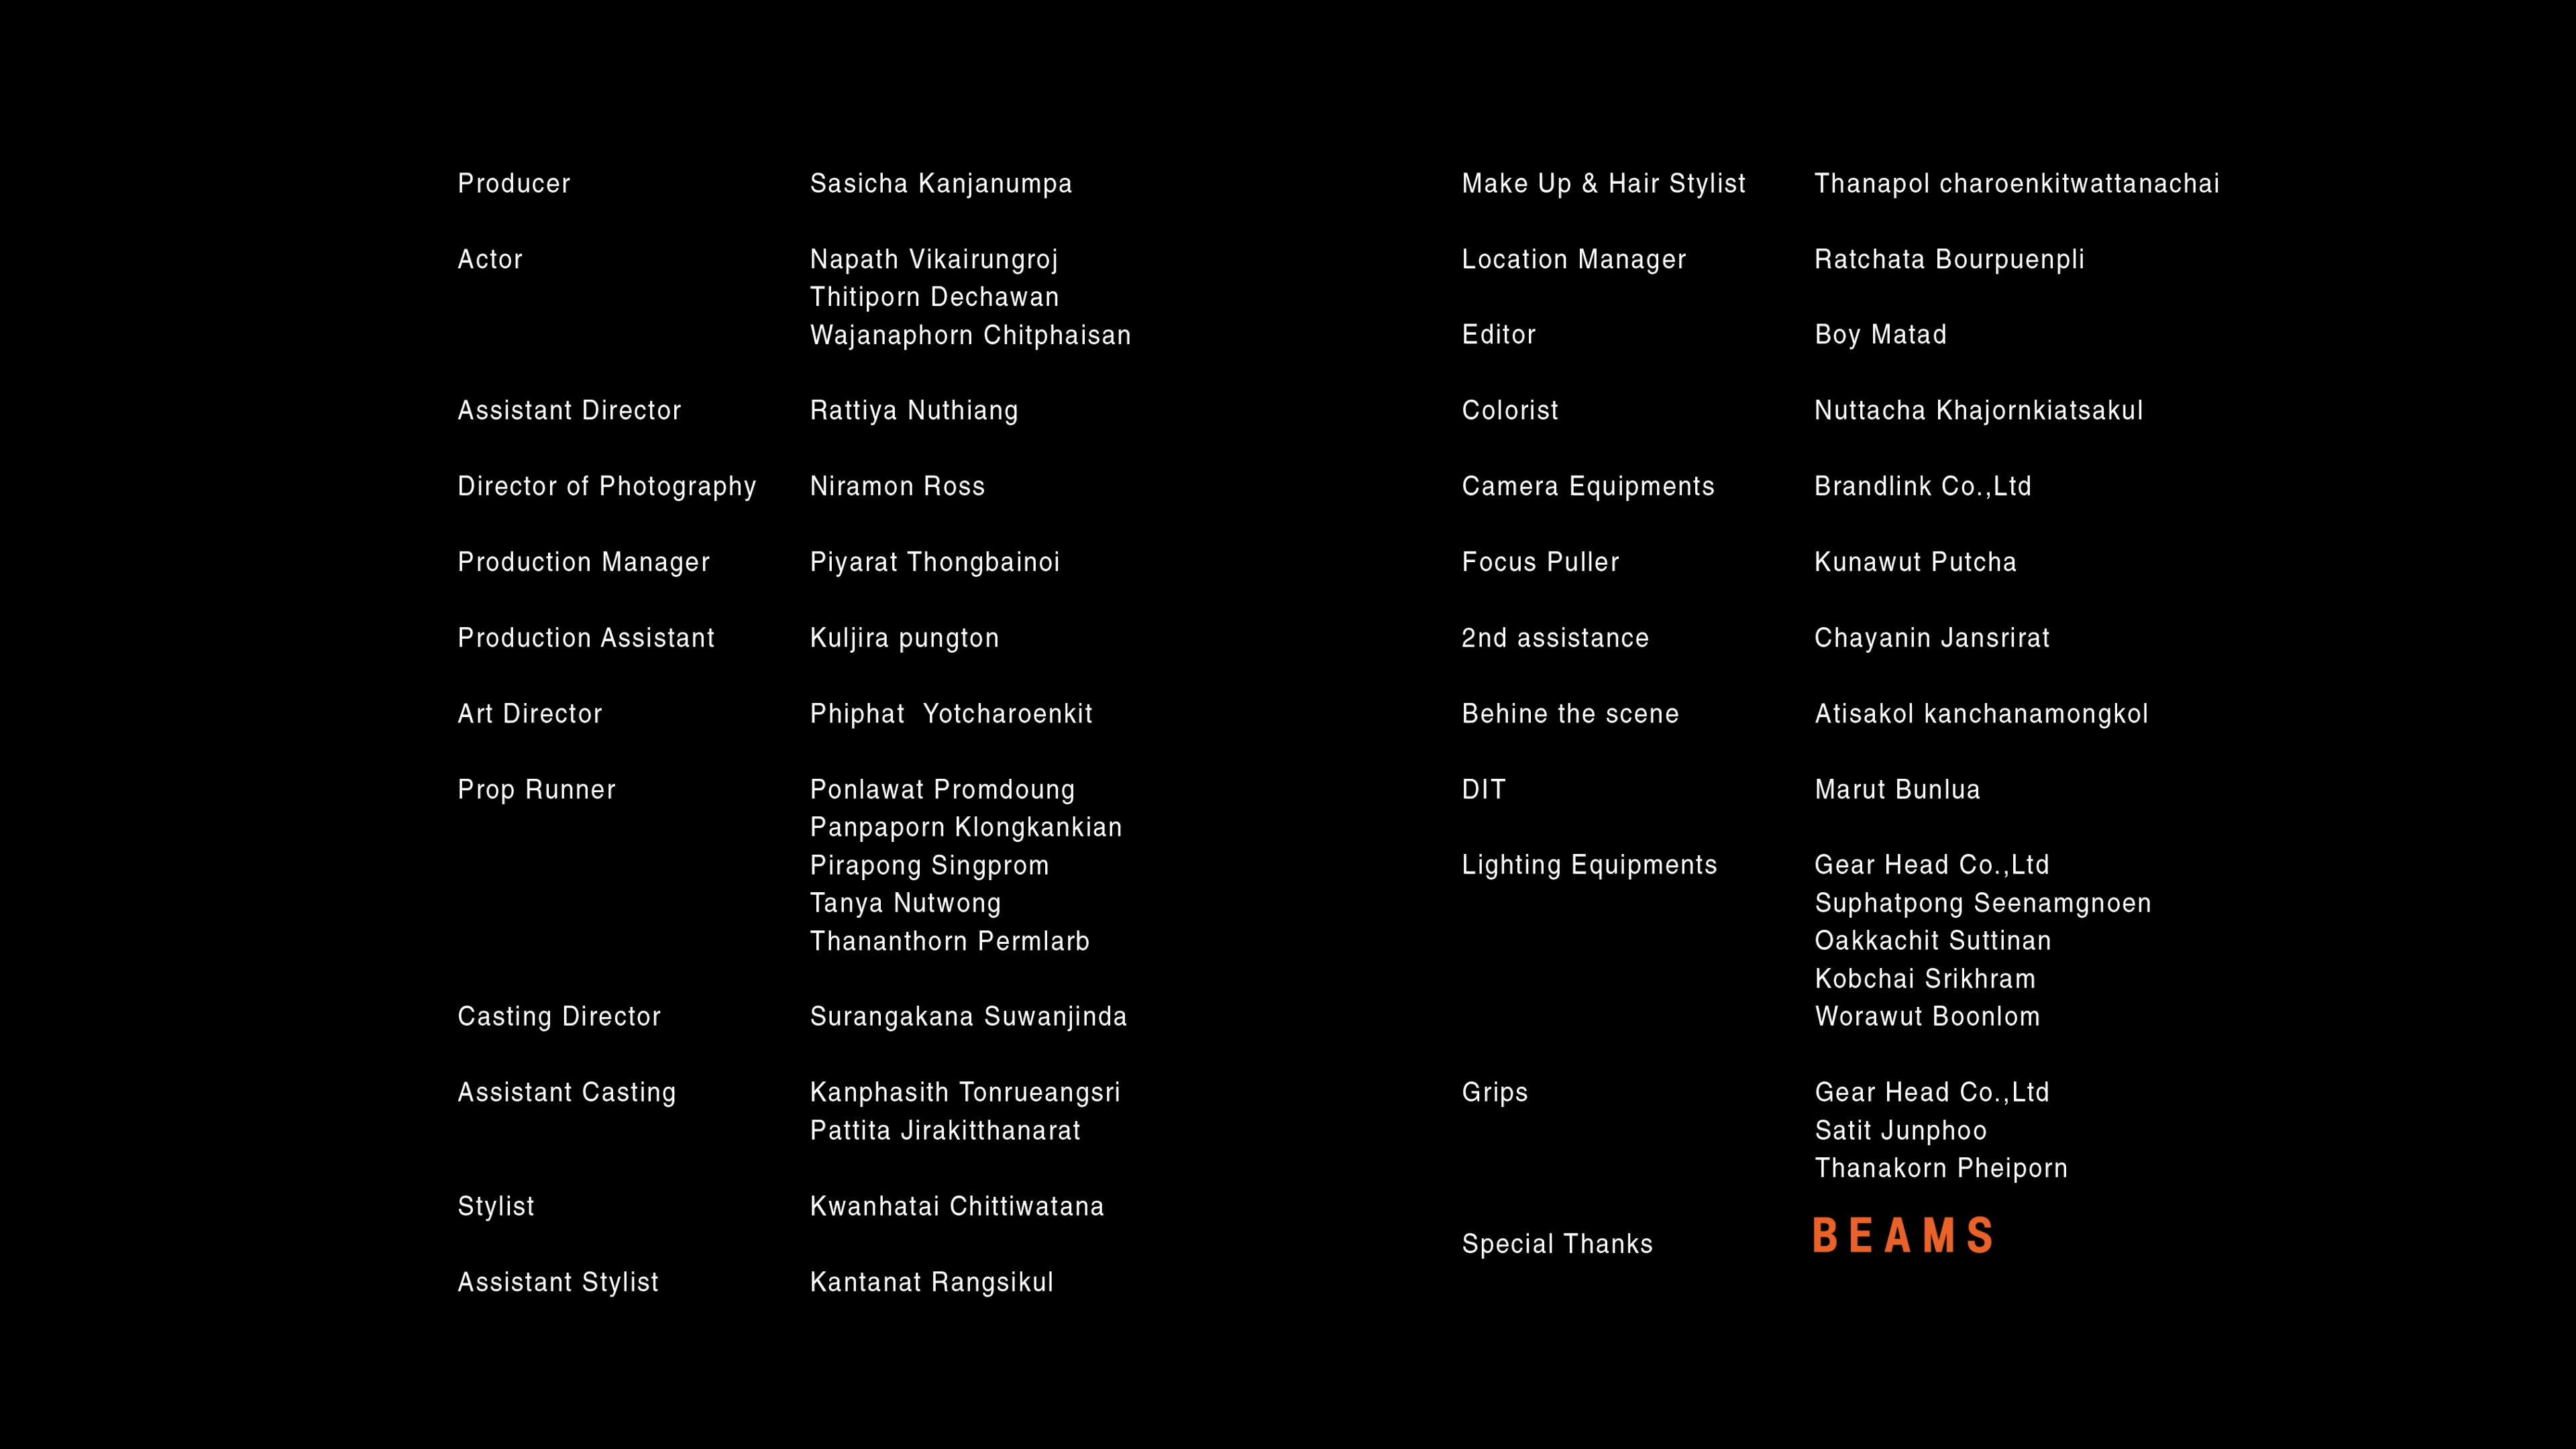 Producer Sasicha Kanjanumpa
Actor Napath Vikairungroj
Thitiporn Dechawan
Wajanaphorn Chitphaisan
Assistant Director Rattiya Nuthiang
Director of Photography Niramon Ross
Production Manager Piyarat Thongbainoi
Production Assistant Kuljira pungton
Art Director Phiphat  Yotcharoenkit
Prop Runner Ponlawat Promdoung
Panpaporn Klongkankian
Pirapong Singprom
Tanya Nutwong
Thananthorn Permlarb
Casting Director Surangakana Suwanjinda
Assistant Casting Kanphasith Tonrueangsri
Pattita Jirakitthanarat
Stylist Kwanhatai Chittiwatana
Assistant Stylist Kantanat Rangsikul
Make Up & Hair Stylist Thanapol charoenkitwattanachai
Location Manager Ratchata Bourpuenpli
Editor Boy Matad
Colorist Nuttacha Khajornkiatsakul
Camera Equipments Brandlink Co.,Ltd
Focus Puller Kunawut Putcha
2nd assistance Chayanin Jansrirat
Behine the scene Atisakol kanchanamongkol
DIT Marut Bunlua
Lighting Equipments Gear Head Co.,Ltd
Suphatpong Seenamgnoen
Oakkachit Suttinan
Kobchai Srikhram
Worawut Boonlom
Grips Gear Head Co.,Ltd
Satit Junphoo
Thanakorn Pheiporn
Special Thanks BEAMS